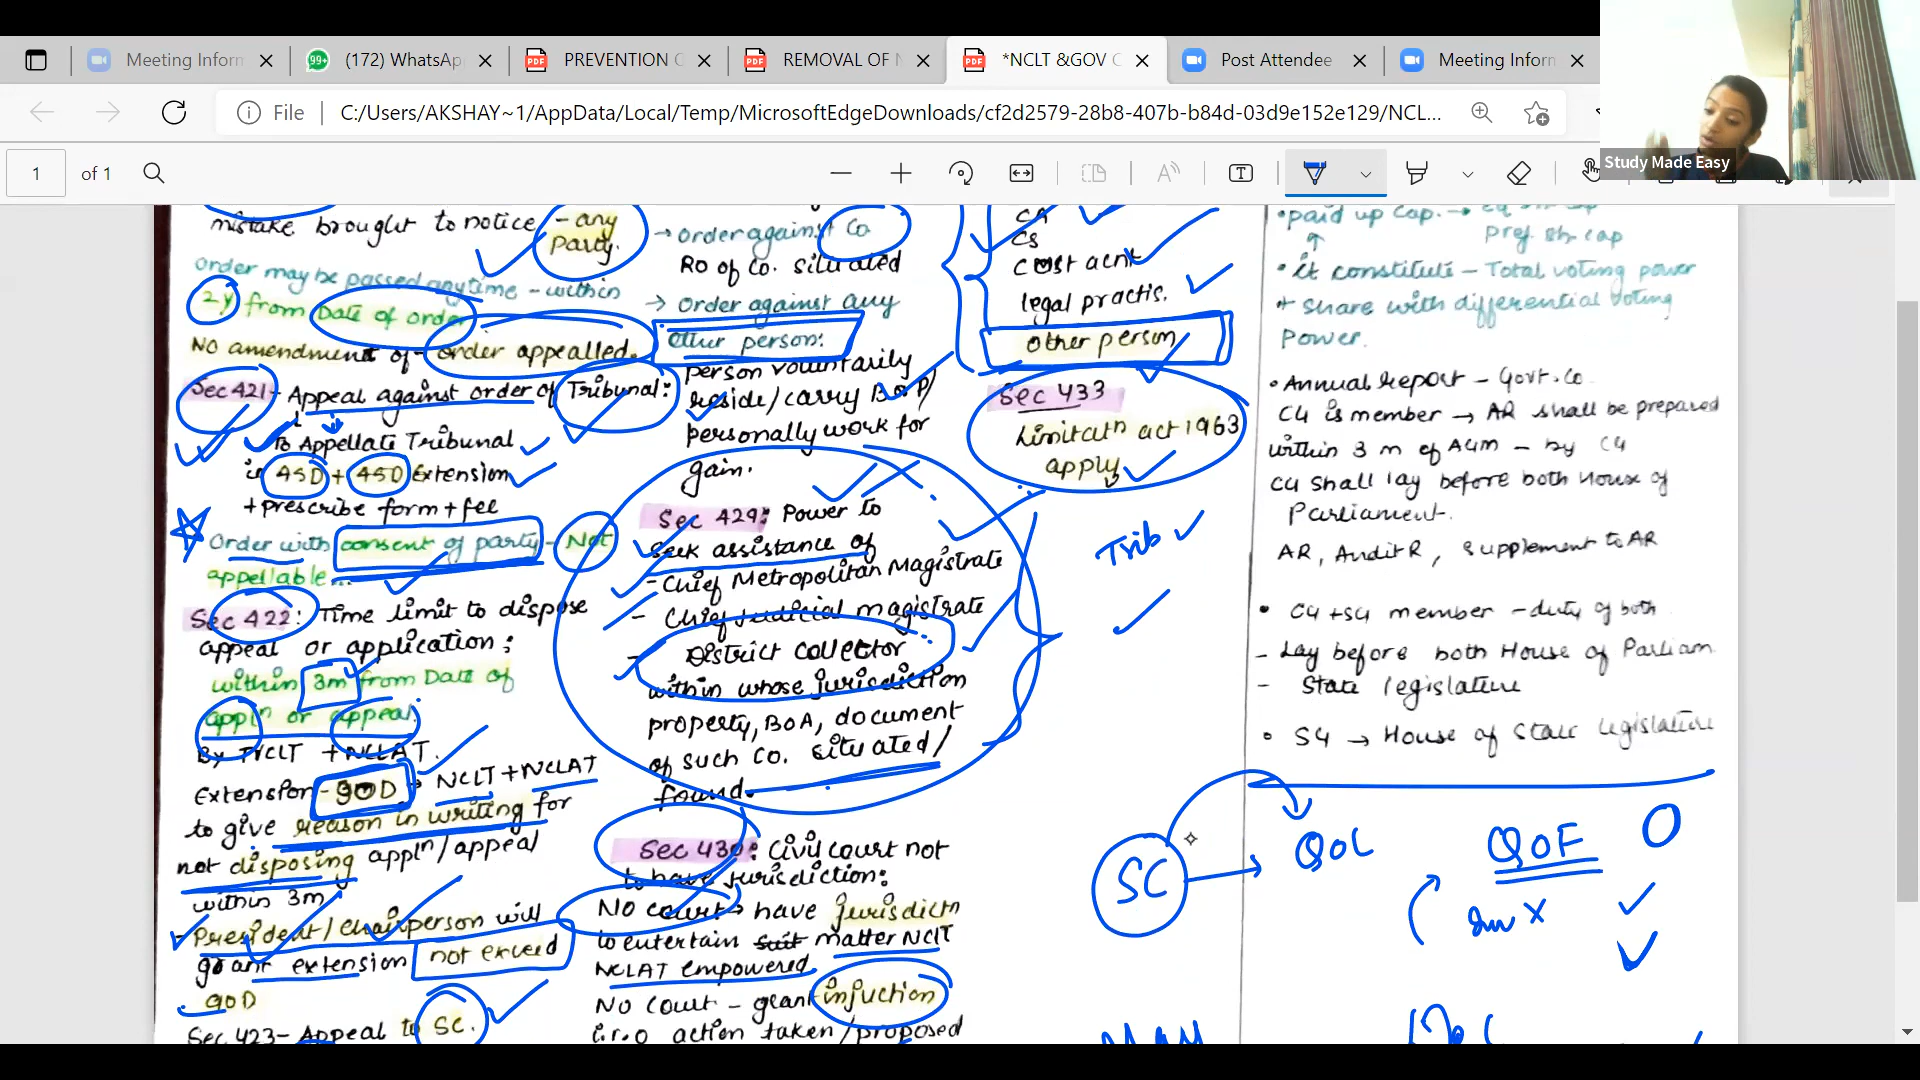 Meeting Inform
(172) WhatsAp
PREVENTION O
REMOVAL OF N
*NCLT &GOV C
Post Attendee
Meeting Inform
File
C:/Users/AKSHAY~1/AppData/Local/Temp/MicrosoftEdgeDownloads/cf2d2579-28b8-407b-b84d-03d9e152e129/NCL...
1 of 1
Study Made Easy
mistake brought to notice - any
Party.
order may be passed anytime - within
2y from Date of order
No amendment of - order appealled.
Sec 421 - Appeal against order of Tribunal:
To Appellate Tribunal
45D + 45D Extension
+ prescribe form + fee
Order with consent of party - Not
appellable...
Sec 422: Time limit to dispose
appeal or application:
within 3m from Date of
appln or appeal.
By NCLT + NCLAT.
Extension - 90D → NCLT + NCLAT
to give reason in writing for
not disposing appln/appeal
within 3m.
- President/Chairperson will
grant extension not exceed
90D
Sec 423 - Appeal to SC.
→ order against Co
RO of Co. situated
→ order against any
other person:
person voluntarily
reside/carry B or P/
personally work for
gain.
Sec 429: Power to
seek assistance of
- Chief Metropolitan Magistrate
- Chief Judicial magistrate
- District collector
within whose jurisdiction
property, BOA, document
of such Co. situated/
found.
Sec 430: Civil court not
to have jurisdiction:
No court → have jurisdictn
to entertain suit matter NCLT
NCLAT empowered.
No court - grant injuction
i.r.o action taken/proposed
CA
CS
cost acnt
legal practis.
other person
Sec 433
Limitatn act 1963
apply
Trib
• paid up cap. →
pref. sh. cap
• it constitute - Total voting power
+ share with differential voting
power.
• Annual report - Govt. Co.
CG is member → AR shall be prepared
within 3 m of AGM - by CG
CG shall lay before both House of
Parliament.
AR, Audit R, supplement to AR
• CG + SG member - duty of both
- Lay before both House of Parliam.
- State legislature
• SG → House of State legislature
SC → QOL
QOF
O
May